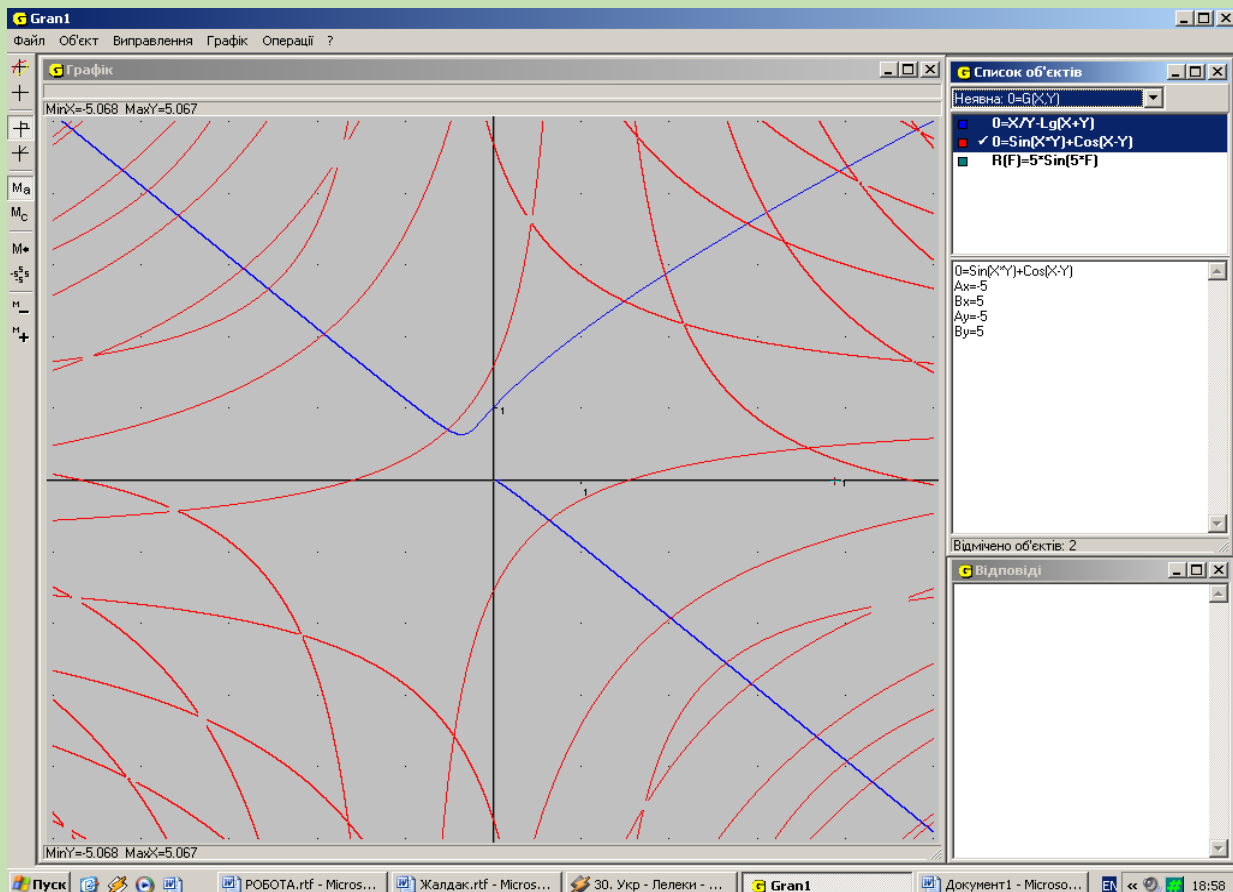 Gran1
Файл Об'єкт Виправлення Графік Операції ?
Графік
MinX=-5.068 MaxY=5.067
Ma
Mc
M
M
M
1
1
1
MinY=-5.068 MaxX=5.067
Список об'єктів
Неявна: 0=G(X,Y)
0=X/Y-Lg(X+Y)
✓ 0=Sin(X*Y)+Cos(X-Y)
R(F)=5*Sin(5*F)
0=Sin(X*Y)+Cos(X-Y)
Ax=-5
Bx=5
Ay=-5
By=5
Відмічено об'єктів: 2
Відповіді
Пуск РОБОТА.rtf - Micros... Жалдак.rtf - Micros... 30. Укр - Лелеки - ... Gran1 Документ1 - Microso... EN « 18:58